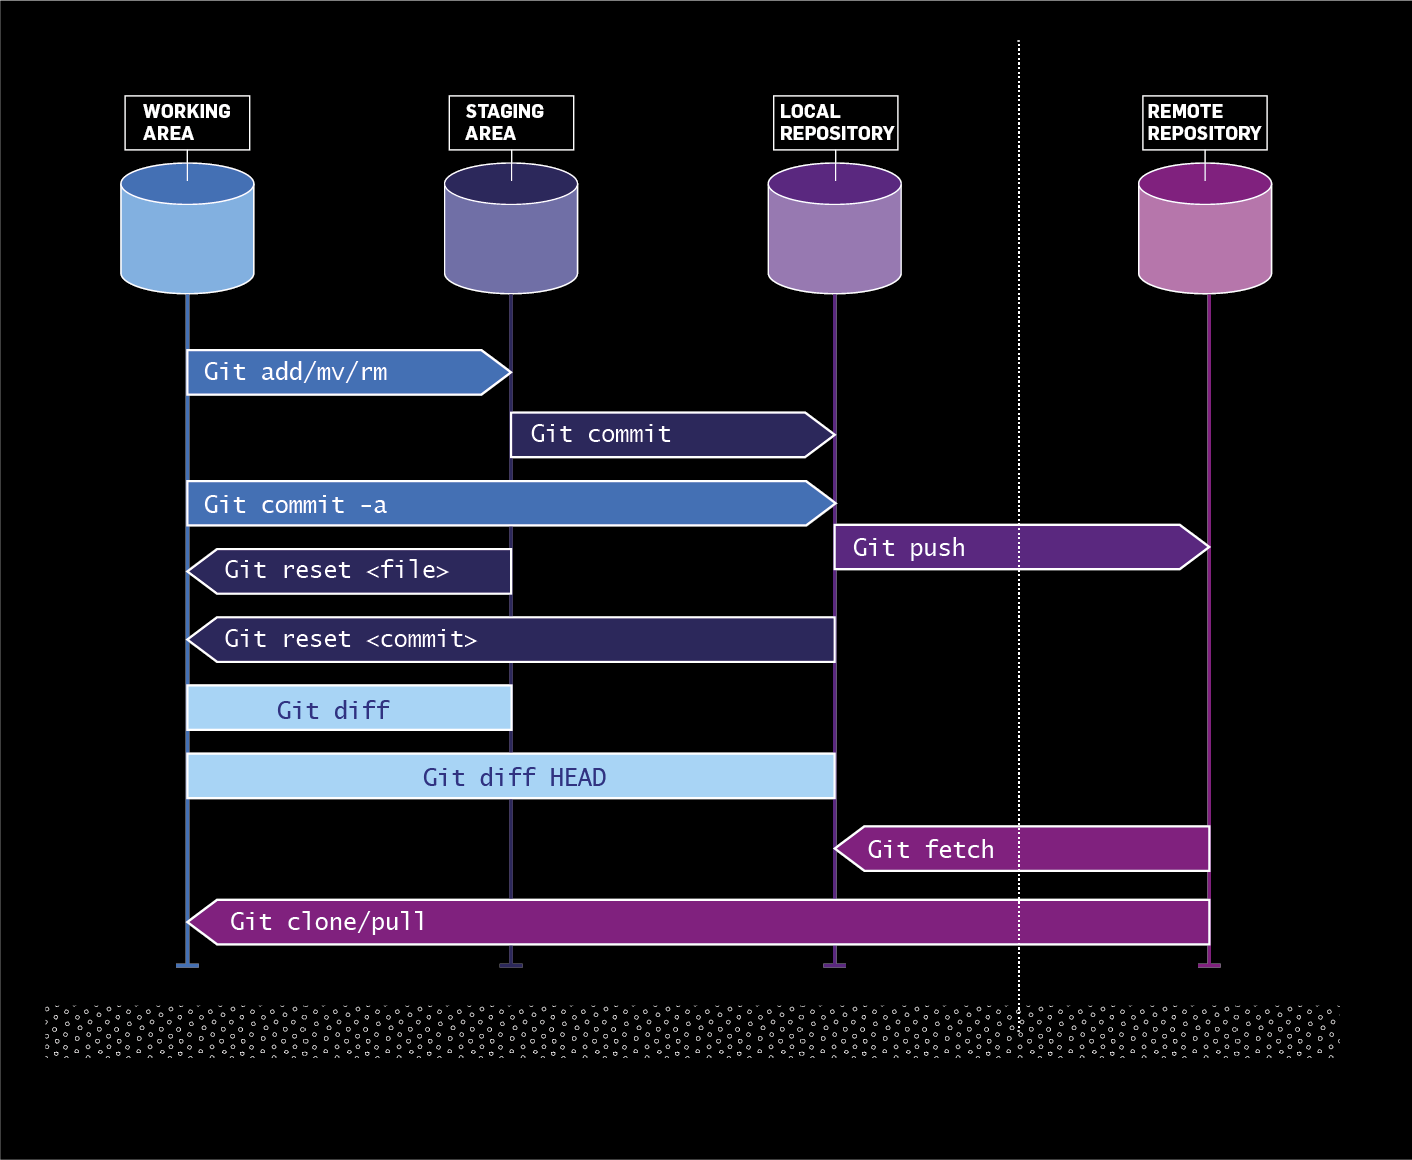 WORKING
AREA
STAGING
AREA
LOCAL
REPOSITORY
REMOTE
REPOSITORY
Git add/mv/rm
Git commit
Git commit -a
Git push
Git reset <file>
Git reset <commit>
Git diff
Git diff HEAD
Git fetch
Git clone/pull